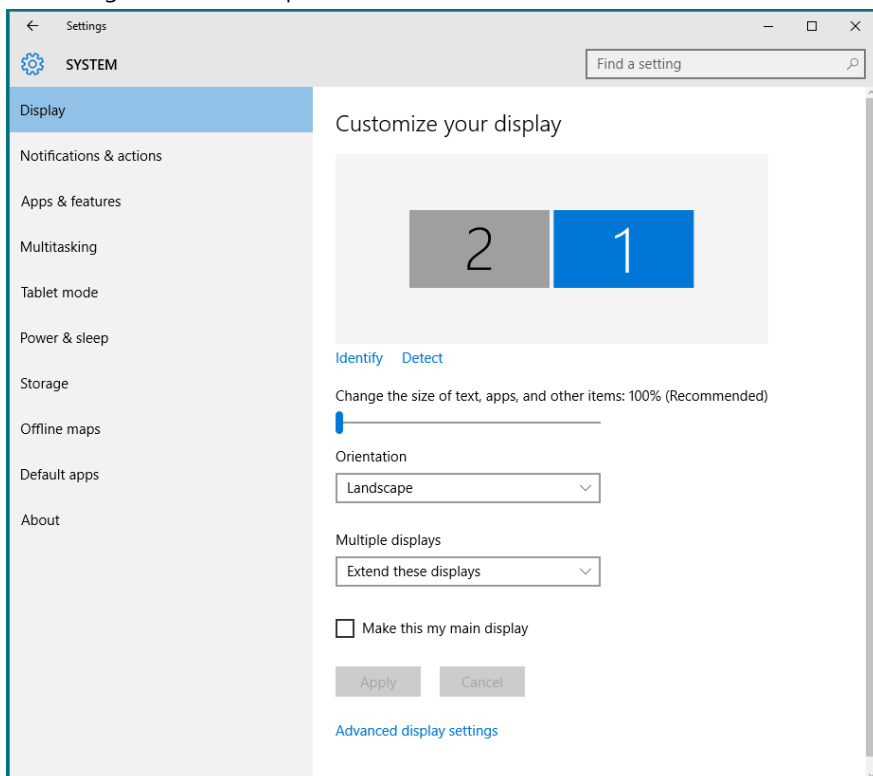 Settings
SYSTEM
Find a setting
Display
Notifications & actions
Apps & features
Multitasking
Tablet mode
Power & sleep
Storage
Offline maps
Default apps
About
Customize your display
2 1
Identify Detect
Change the size of text, apps, and other items: 100% (Recommended)
Orientation
Landscape
Multiple displays
Extend these displays
Make this my main display
Apply Cancel
Advanced display settings